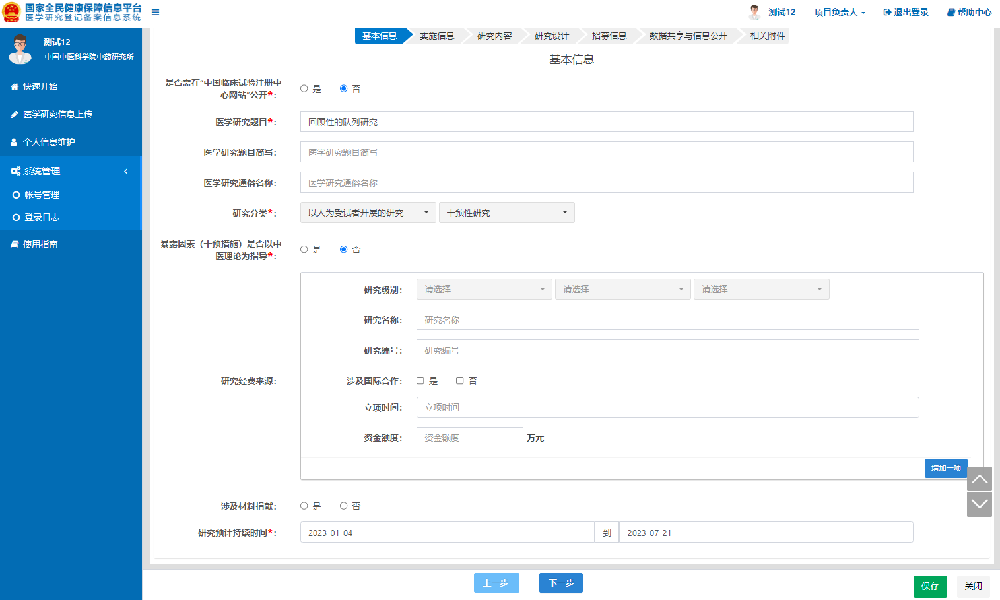 国家全民健康保障信息平台
医学研究登记备案信息系统
测试12 项目负责人 退出登录 帮助中心
测试12
中国中医科学院中药研究所
快速开始
医学研究信息上传
个人信息维护
系统管理
帐号管理
登录日志
使用指南
基本信息 实施信息 研究内容 研究设计 招募信息 数据共享与信息公开 相关附件
基本信息
是否需在“中国临床试验注册中
心网站”公开*： 是 否
医学研究题目*： 回顾性的队列研究
医学研究题目简写： 医学研究题目简写
医学研究通俗名称： 医学研究通俗名称
研究分类*： 以人为受试者开展的研究 干预性研究
暴露因素（干预措施）是否以中
医理论为指导*： 是 否
研究经费来源：
研究级别： 请选择 请选择 请选择
研究名称： 研究名称
研究编号： 研究编号
涉及国际合作： 是 否
立项时间： 立项时间
资金额度： 资金额度 万元
增加一项
涉及材料捐献： 是 否
研究预计持续时间*： 2023-01-04 到 2023-07-21
上一步 下一步 保存 关闭